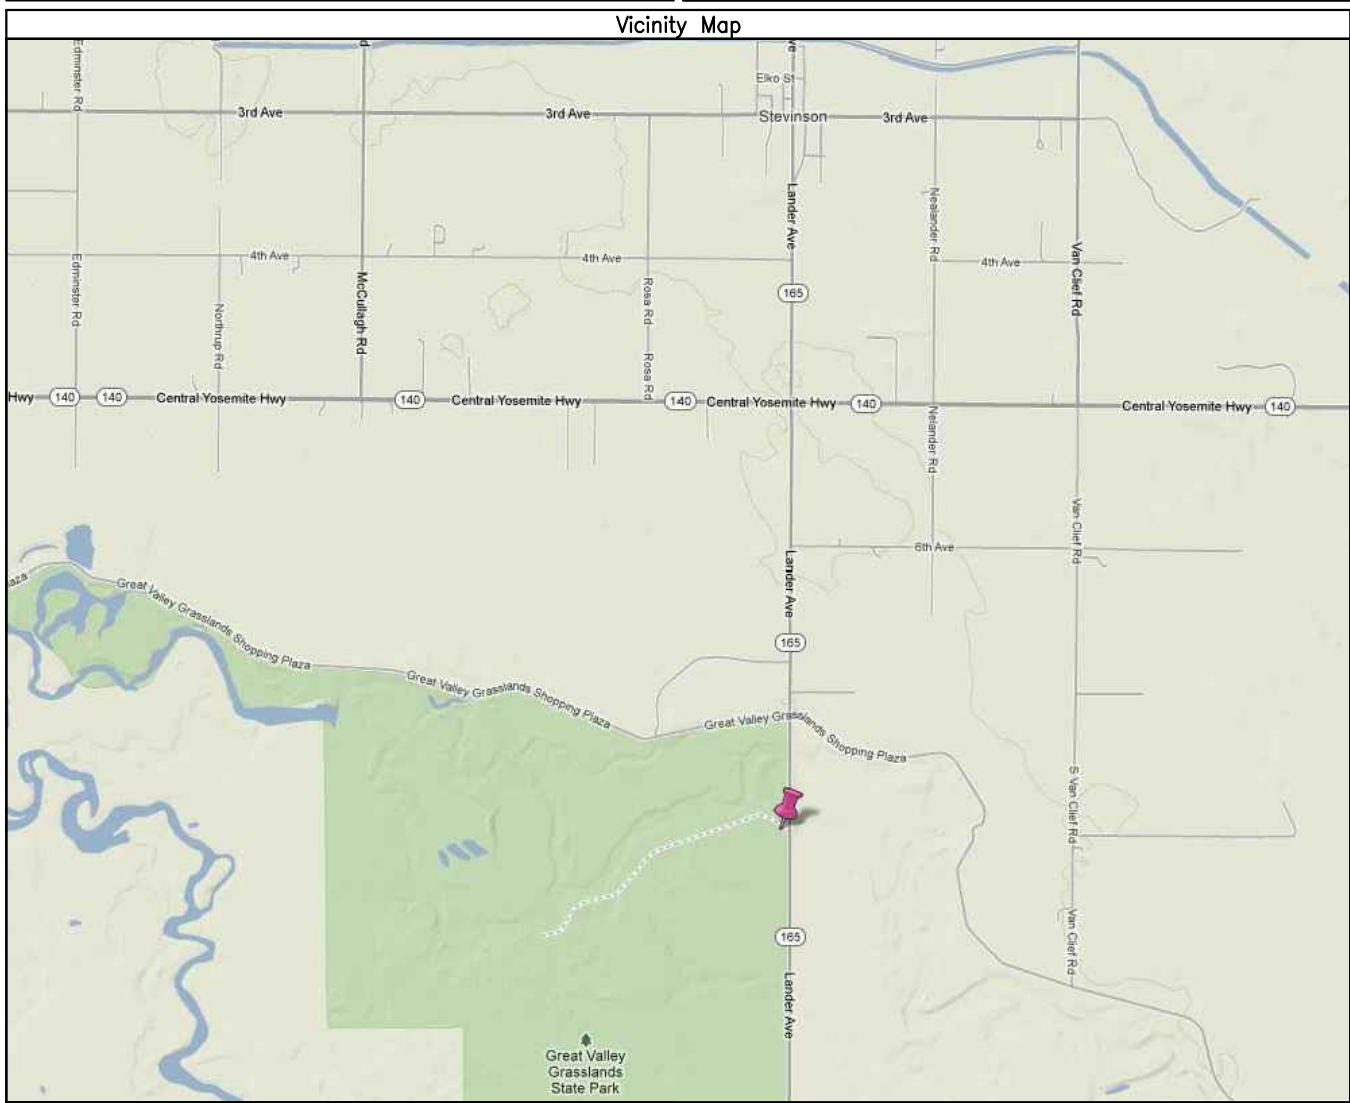 Vicinity Map
Edminster Rd
d
ve
Elko St
3rd Ave
3rd Ave
Stevinson
3rd Ave
Lander Ave
Nealander Rd
4th Ave
4th Ave
4th Ave
Edminster Rd
Northrup Rd
McCullagh Rd
Rosa Rd
165
Van Clief Rd
Rosa Rd
Hwy
140
140
Central Yosemite Hwy
140
Central Yosemite Hwy
140
Central Yosemite Hwy
140
Central Yosemite Hwy
140
Nelander Rd
Van Clief Rd
6th Ave
Lander Ave
aza
Great Valley Grasslands Shopping Plaza
165
Great Valley Grasslands Shopping Plaza
Great Valley Grasslands Shopping Plaza
S Van Clief Rd
165
Van Clief Rd
Lander Ave
Great Valley
Grasslands
State Park